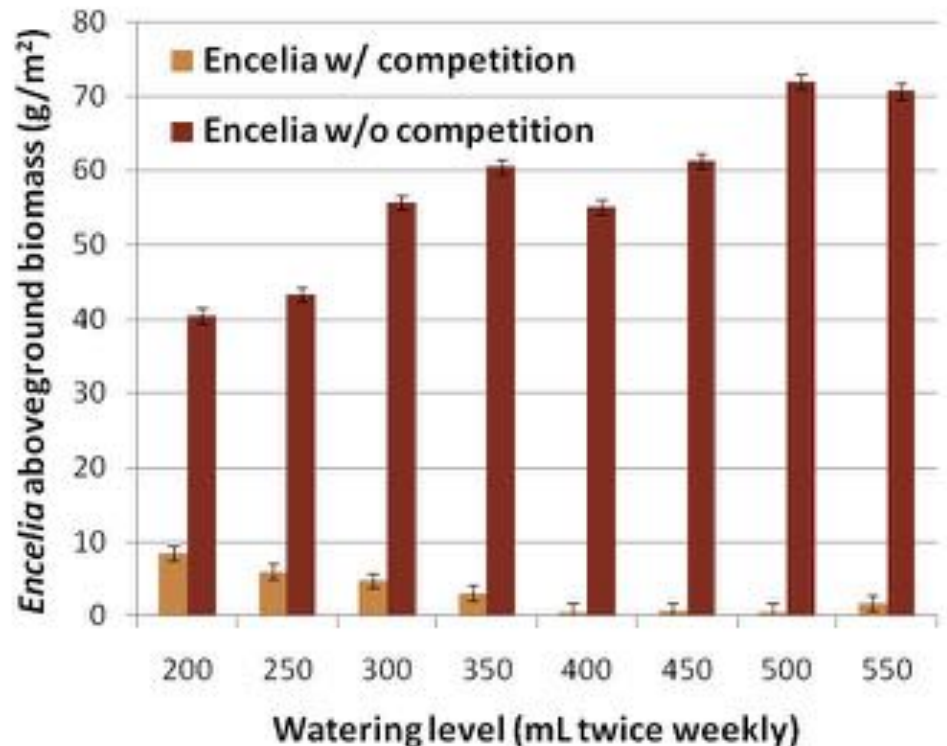 Encelia aboveground biomass (g/m²)
80
70
60
50
40
30
20
10
0
Encelia w/ competition
Encelia w/o competition
200 250 300 350 400 450 500 550
Watering level (mL twice weekly)